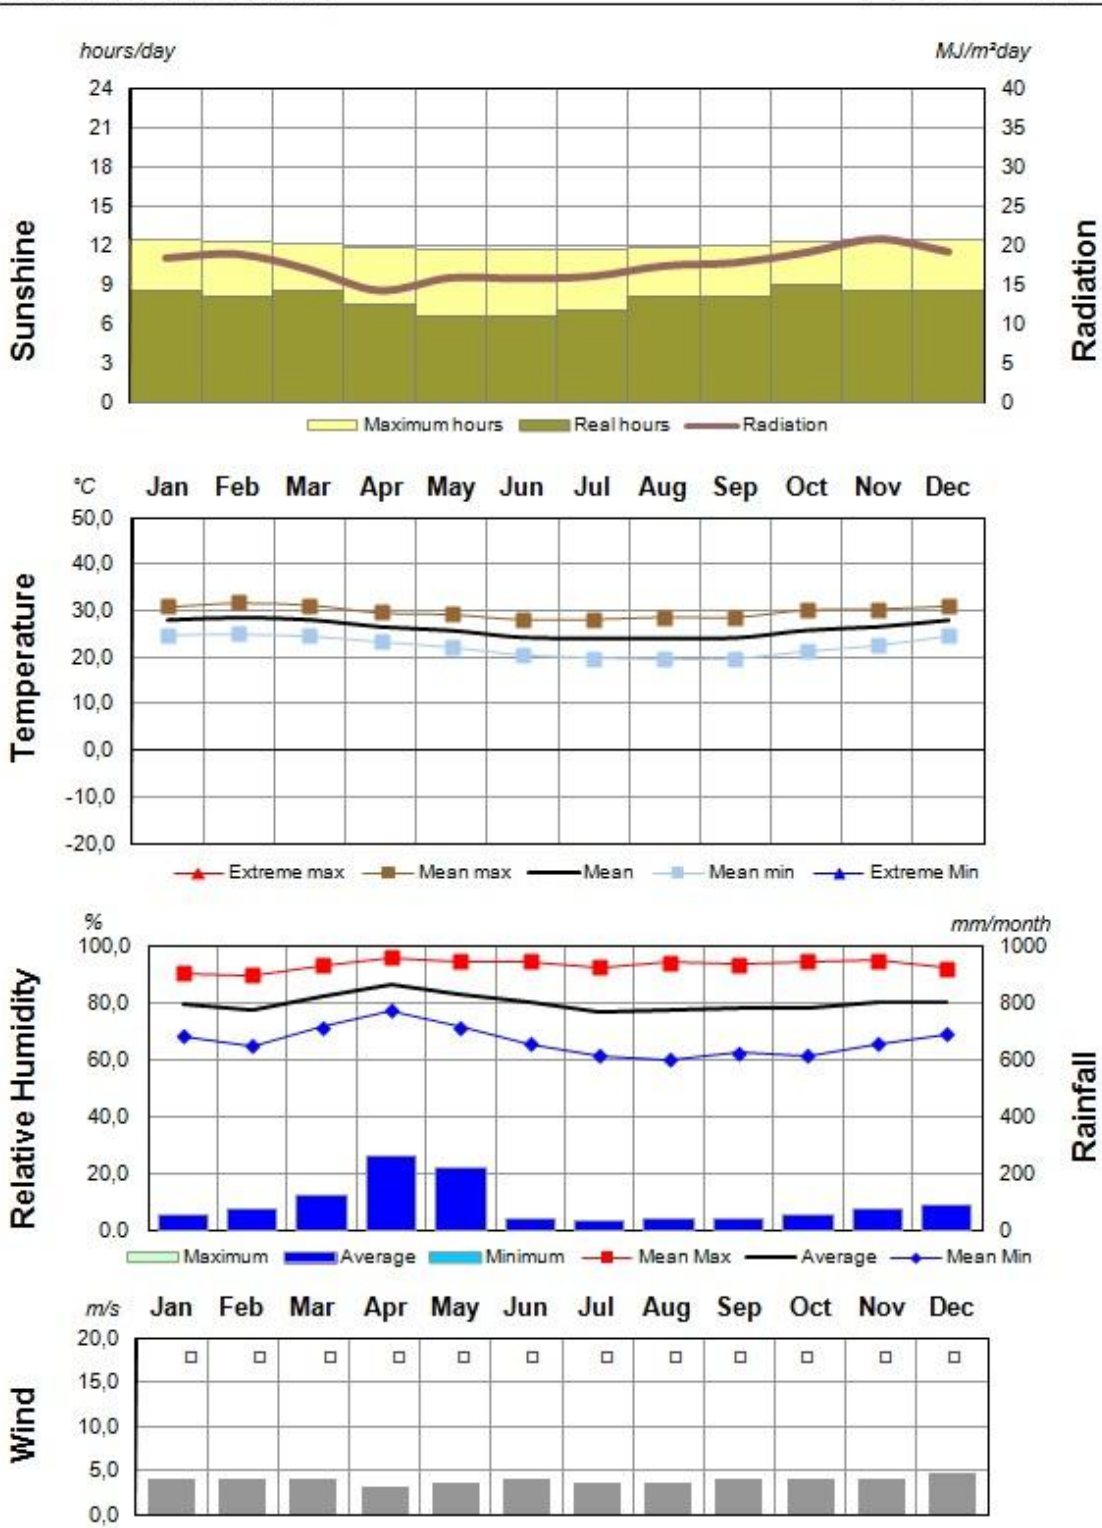 hours/day MJ/m²day
24 40
21 35
18 30
15 25
12 20
9 15
6 10
3 5
0 0
Sunshine
Radiation
Maximum hours Real hours Radiation
°C Jan Feb Mar Apr May Jun Jul Aug Sep Oct Nov Dec
50,0
40,0
30,0
20,0
10,0
0,0
-10,0
-20,0
Temperature
Extreme max Mean max Mean Mean min Extreme Min
% mm/month
100,0 1000
80,0 800
60,0 600
40,0 400
20,0 200
0.0 0
Relative Humidity
Rainfall
Maximum Average Minimum Mean Max Average Mean Min
m/s Jan Feb Mar Apr May Jun Jul Aug Sep Oct Nov Dec
20,0
15,0
10,0
5,0
0,0
Wind